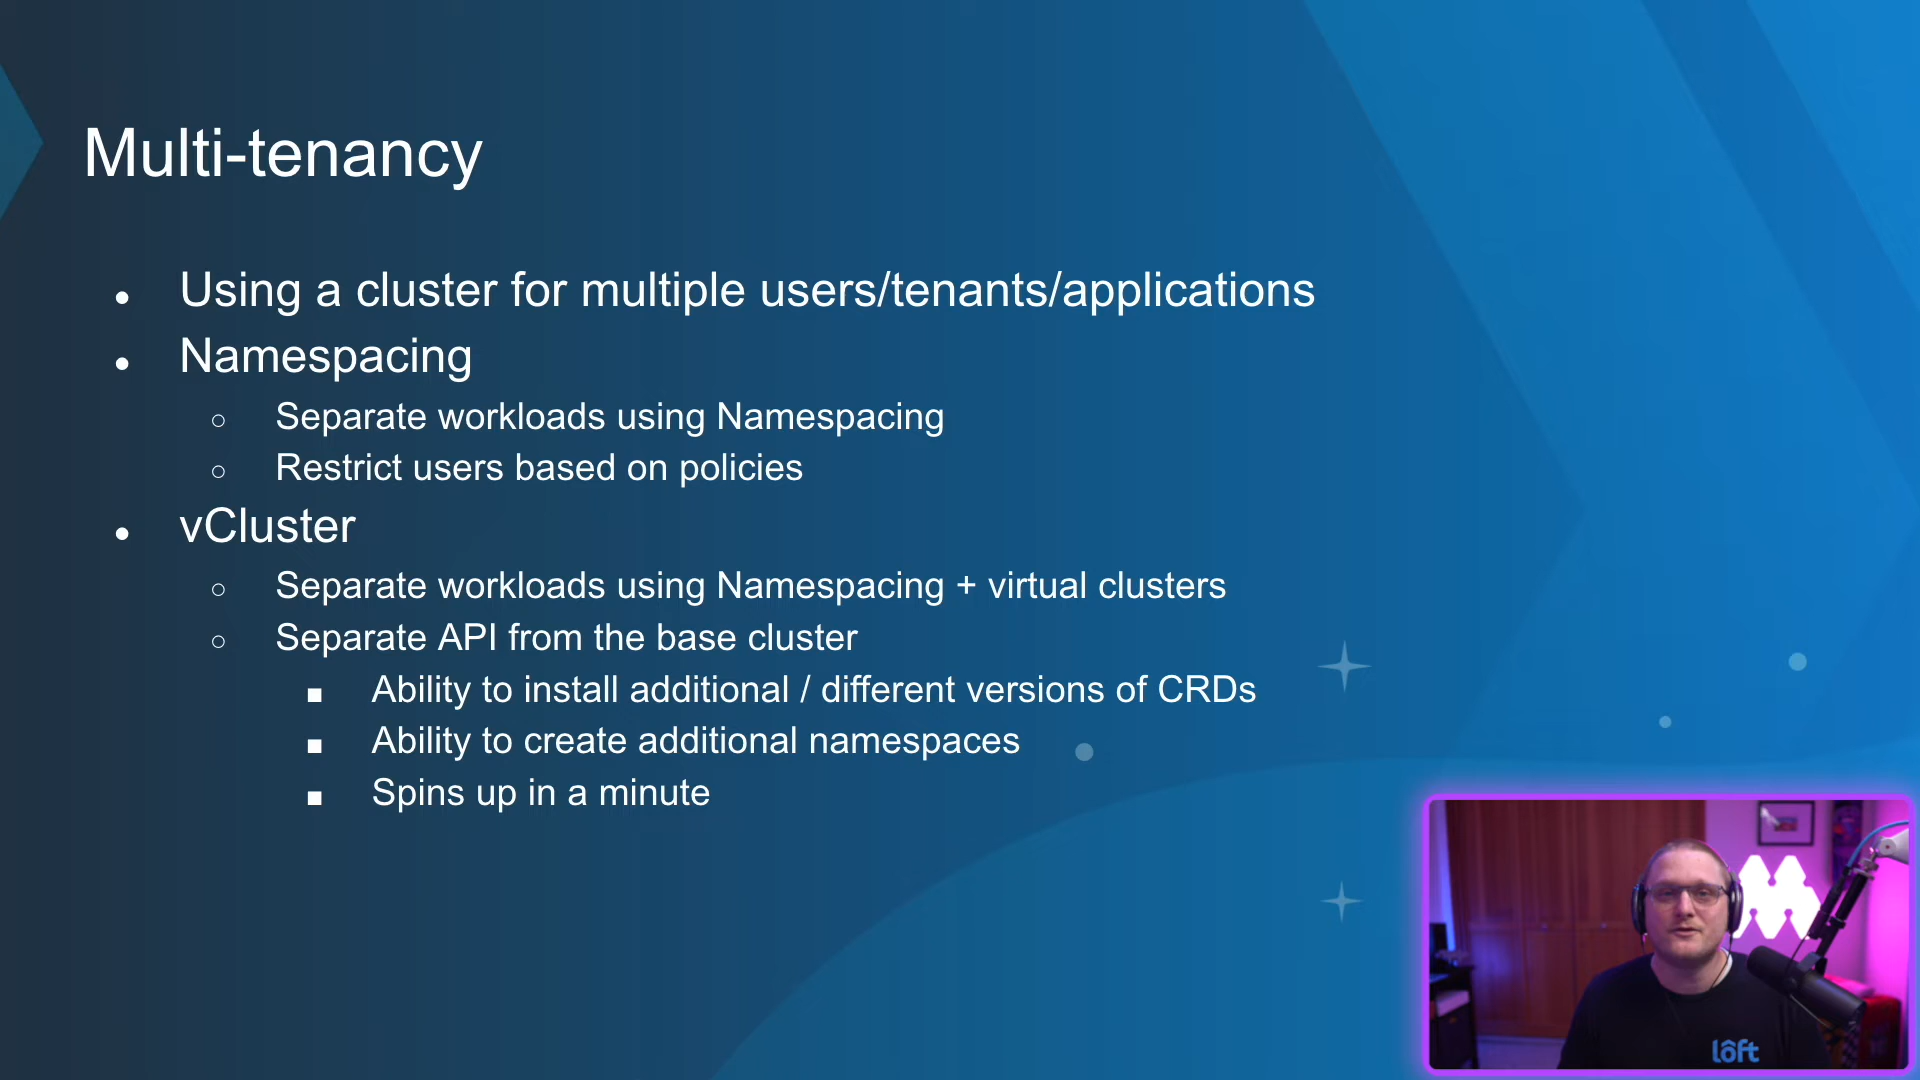 Multi-tenancy
● Using a cluster for multiple users/tenants/applications
● Namespacing
○ Separate workloads using Namespacing
○ Restrict users based on policies
● vCluster
○ Separate workloads using Namespacing + virtual clusters
○ Separate API from the base cluster
■ Ability to install additional / different versions of CRDs
■ Ability to create additional namespaces
■ Spins up in a minute
lôft